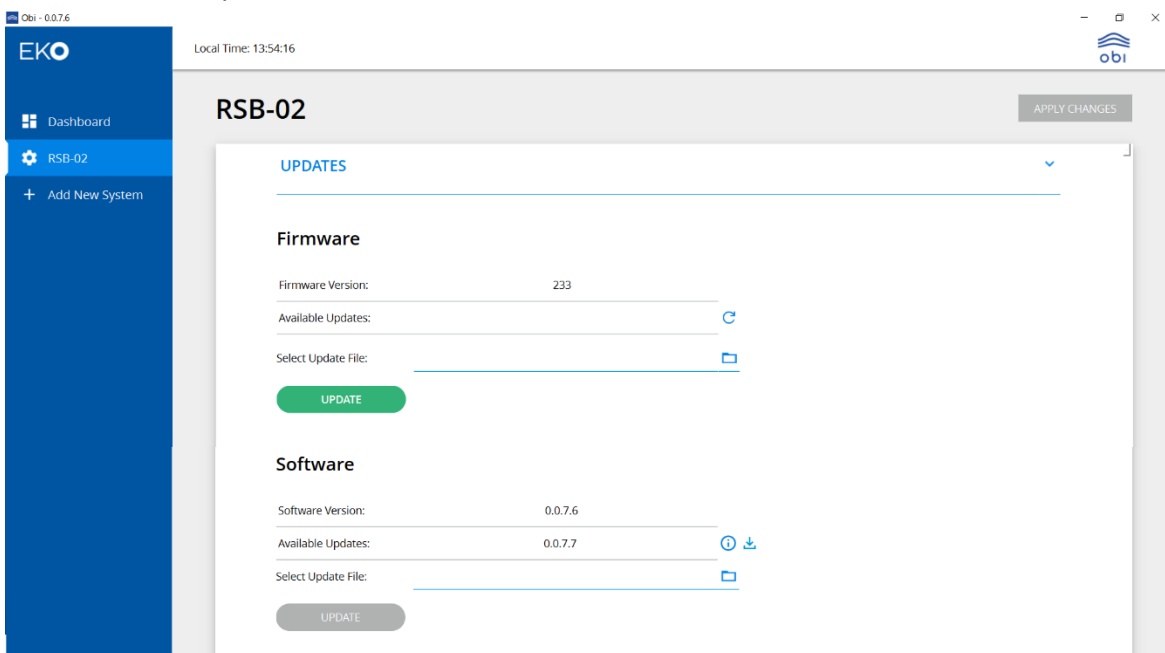 Obi - 0.0.7.6
EKO
Local Time: 13:54:16
obi
Dashboard
RSB-02
Add New System
RSB-02
APPLY CHANGES
UPDATES
Firmware
Firmware Version: 233
Available Updates:
Select Update File:
UPDATE
Software
Software Version: 0.0.7.6
Available Updates: 0.0.7.7
Select Update File:
UPDATE